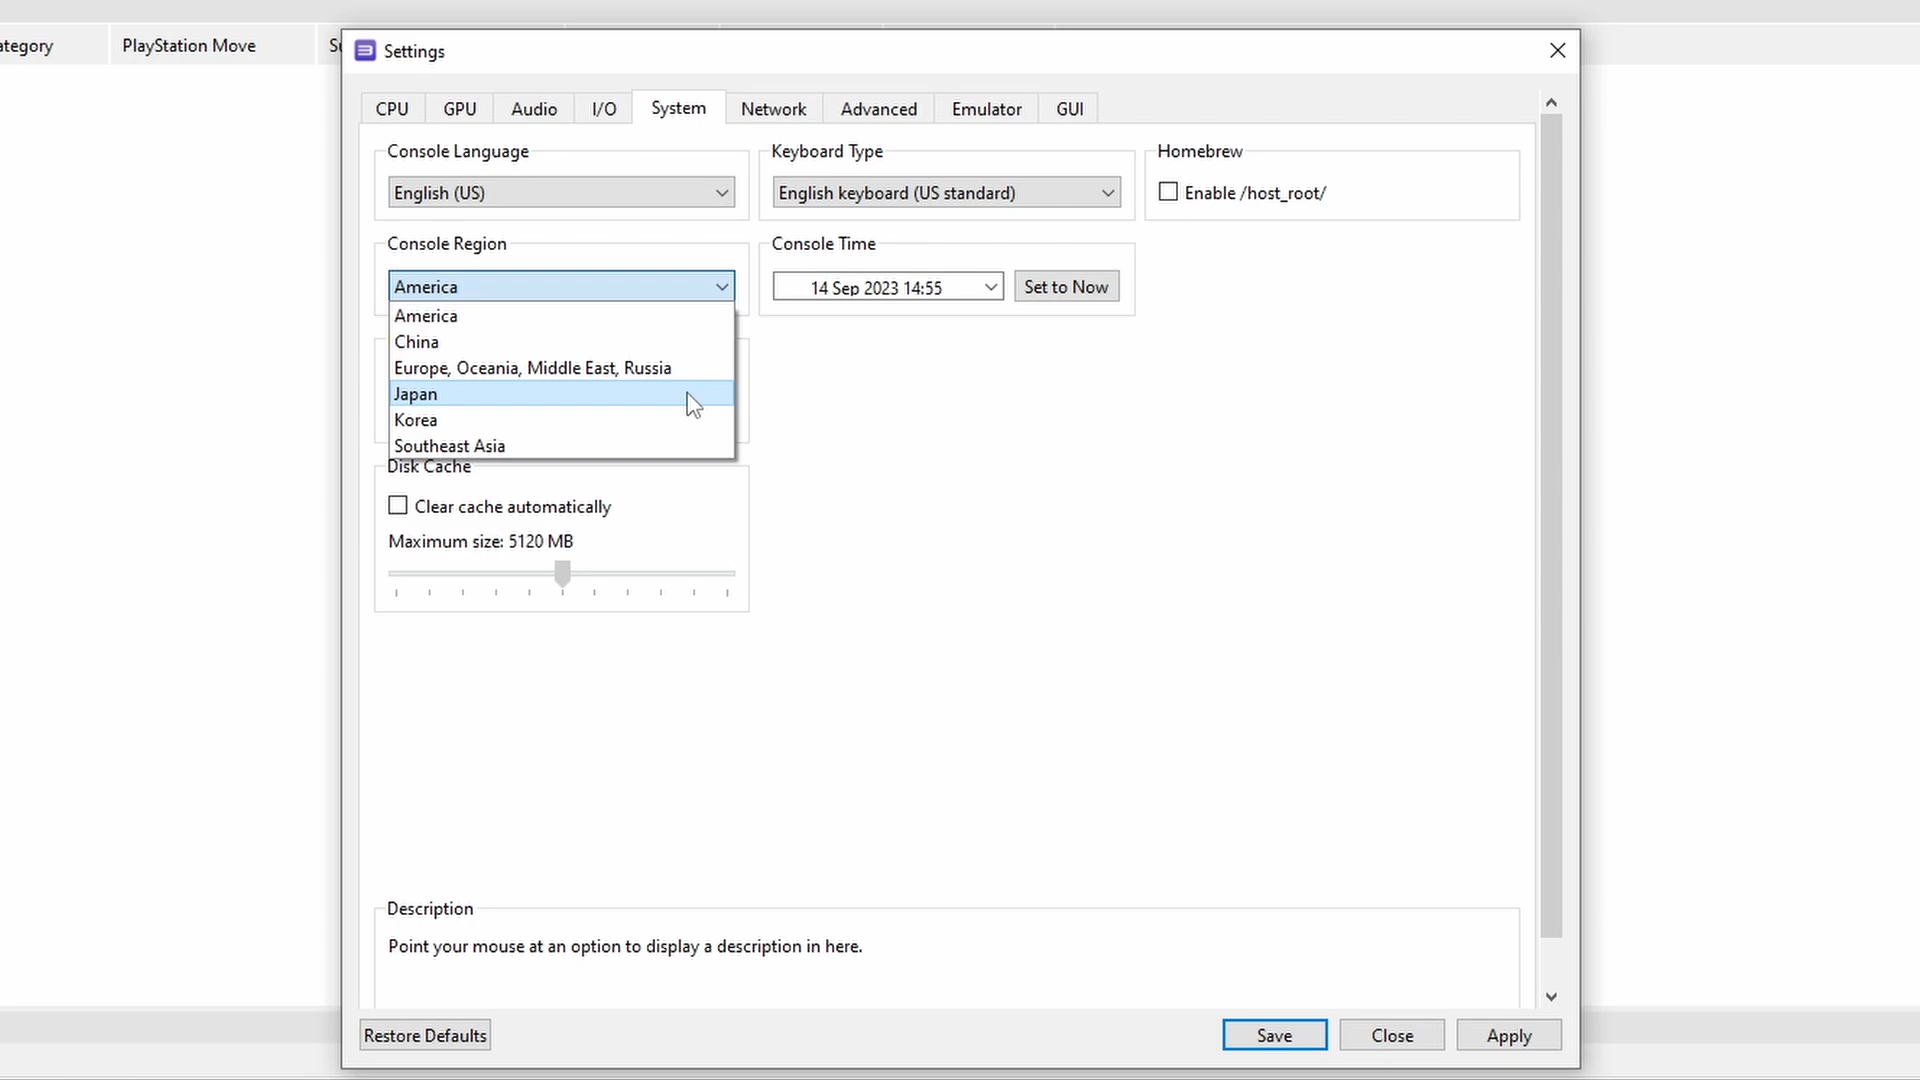 ategory
PlayStation Move
Settings
CPU
GPU
Audio
I/O
System
Network
Advanced
Emulator
GUI
Console Language
English (US)
Keyboard Type
English keyboard (US standard)
Homebrew
Enable /host_root/
Console Region
America
Console Time
14 Sep 2023 14:55
Set to Now
America
China
Europe, Oceania, Middle East, Russia
Japan
Korea
Southeast Asia
Disk Cache
Clear cache automatically
Maximum size: 5120 MB
Description
Point your mouse at an option to display a description in here.
Restore Defaults
Save
Close
Apply